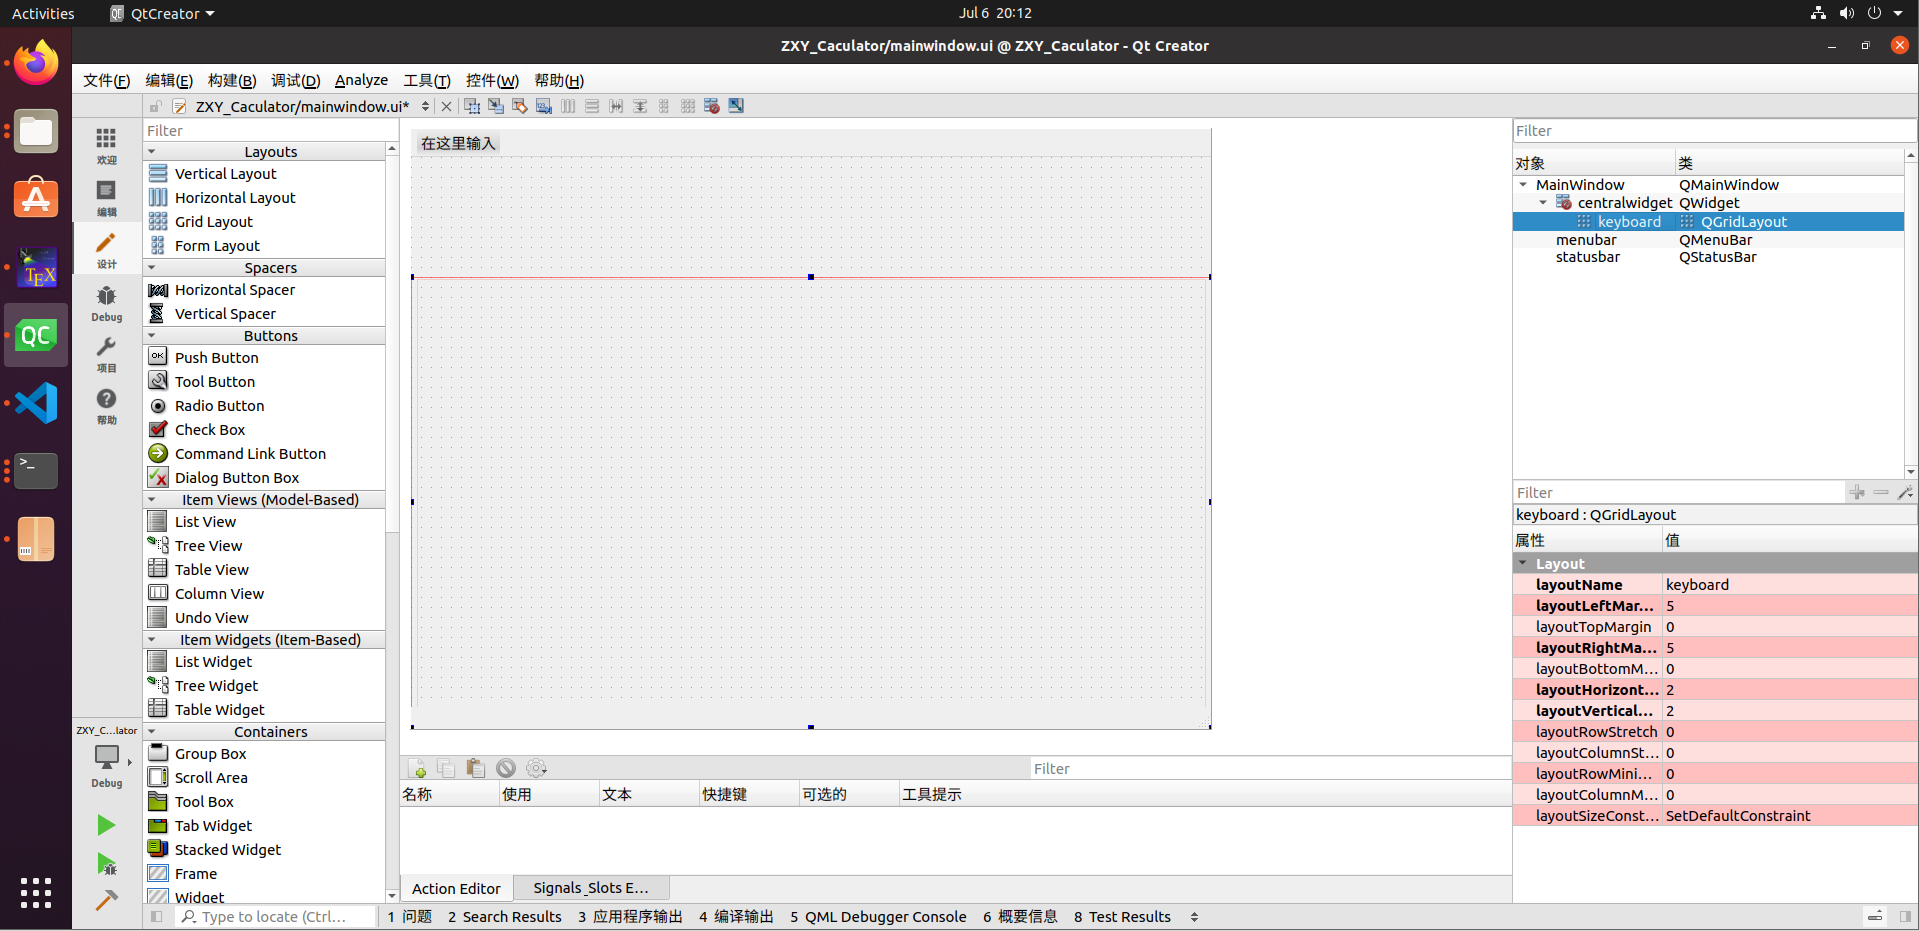 Activities
QtCreator
Jul 6 20:12
ZXY_Caculator/mainwindow.ui @ ZXY_Caculator - Qt Creator
文件(F) 编辑(E) 构建(B) 调试(D) Analyze 工具(T) 控件(W) 帮助(H)
ZXY_Caculator/mainwindow.ui*
欢迎
编辑
设计
Debug
项目
帮助
ZXY_C...lator
Debug
Filter
Layouts
Vertical Layout
Horizontal Layout
Grid Layout
Form Layout
Spacers
Horizontal Spacer
Vertical Spacer
Buttons
Push Button
Tool Button
Radio Button
Check Box
Command Link Button
Dialog Button Box
Item Views (Model-Based)
List View
Tree View
Table View
Column View
Undo View
Item Widgets (Item-Based)
List Widget
Tree Widget
Table Widget
Containers
Group Box
Scroll Area
Tool Box
Tab Widget
Stacked Widget
Frame
Widget
在这里输入
Filter
名称 使用 文本 快捷键 可选的 工具提示
Action Editor Signals_Slots E...
Filter
对象 类
MainWindow QMainWindow
centralwidget QWidget
keyboard QGridLayout
menubar QMenuBar
statusbar QStatusBar
Filter
keyboard : QGridLayout
属性 值
Layout
layoutName keyboard
layoutLeftMar... 5
layoutTopMargin 0
layoutRightMa... 5
layoutBottomM... 0
layoutHorizont... 2
layoutVertical... 2
layoutRowStretch 0
layoutColumnSt... 0
layoutRowMini... 0
layoutColumnM... 0
layoutSizeConst... SetDefaultConstraint
Type to locate (Ctrl... 1 问题 2 Search Results 3 应用程序输出 4 编译输出 5 QML Debugger Console 6 概要信息 8 Test Results